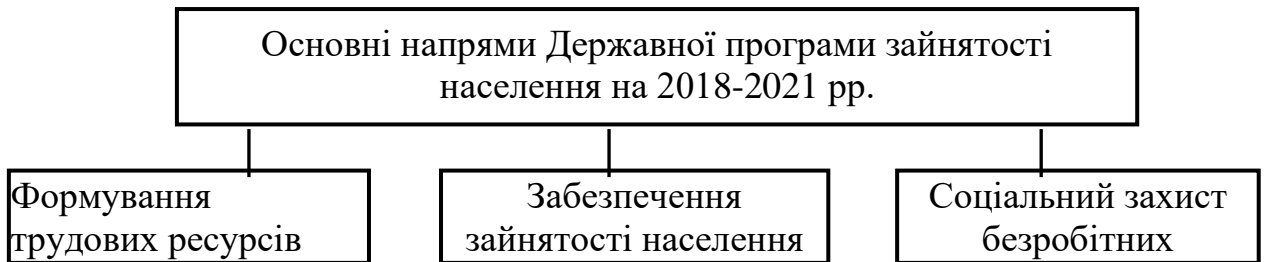 Основні напрями Державної програми зайнятості
населення на 2018-2021 рр.
Формування
трудових ресурсів
Забезпечення
зайнятості населення
Соціальний захист
безробітних